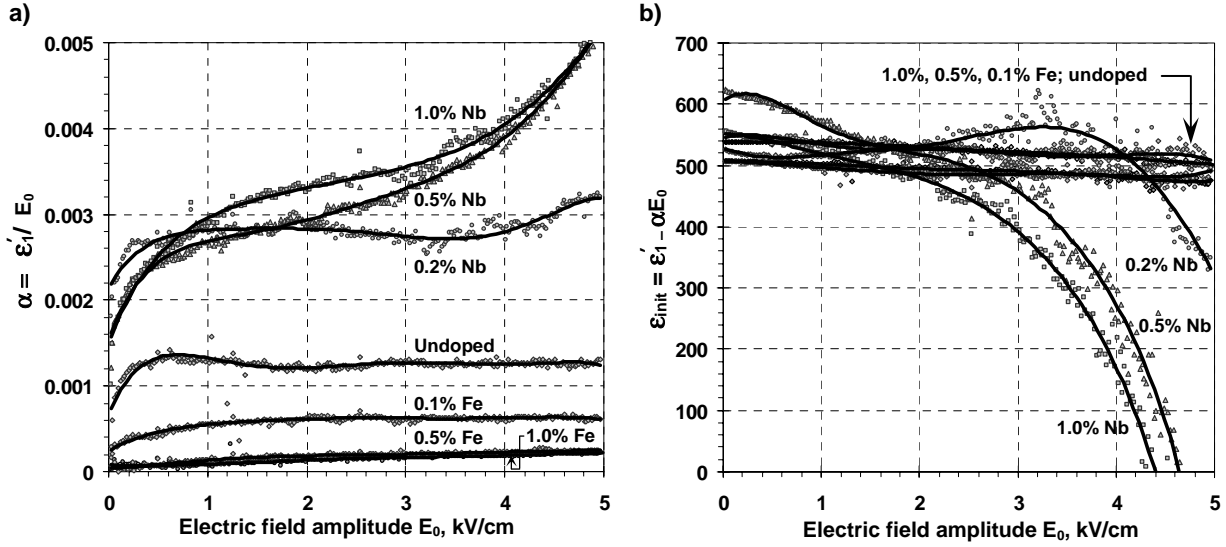 a)
α = ε′₁/ E₀
0.005
0.004
0.003
0.002
0.001
0
1.0% Nb
0.5% Nb
0.2% Nb
Undoped
0.1% Fe
0.5% Fe
1.0% Fe
0 1 2 3 4 5
Electric field amplitude E₀, kV/cm
b)
ε_init = ε′₁ – αE₀
700
600
500
400
300
200
100
0
1.0%, 0.5%, 0.1% Fe; undoped
0.2% Nb
0.5% Nb
1.0% Nb
0 1 2 3 4 5
Electric field amplitude E₀, kV/cm